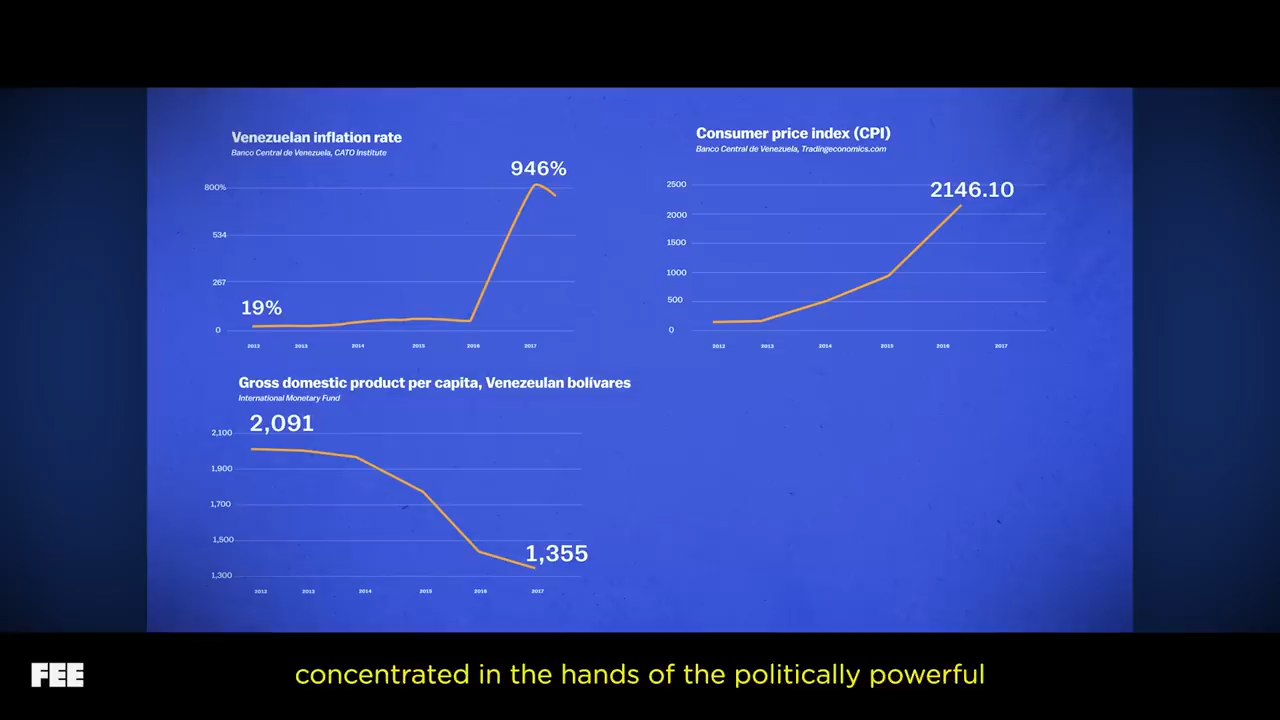 Venezuelan inflation rate
Banco Central de Venezuela, CATO Institute
946%
800%
534
267
19%
0
2012 2013 2014 2015 2016 2017
Consumer price index (CPI)
Banco Central de Venezuela, Tradingeconomics.com
2500
2146.10
2000
1500
1000
500
0
2012 2013 2014 2015 2016 2017
Gross domestic product per capita, Venezeulan bolívares
International Monetary Fund
2,091
2,100
1,900
1,700
1,500
1,355
1,300
2012 2013 2014 2015 2016 2017
FEE
concentrated in the hands of the politically powerful